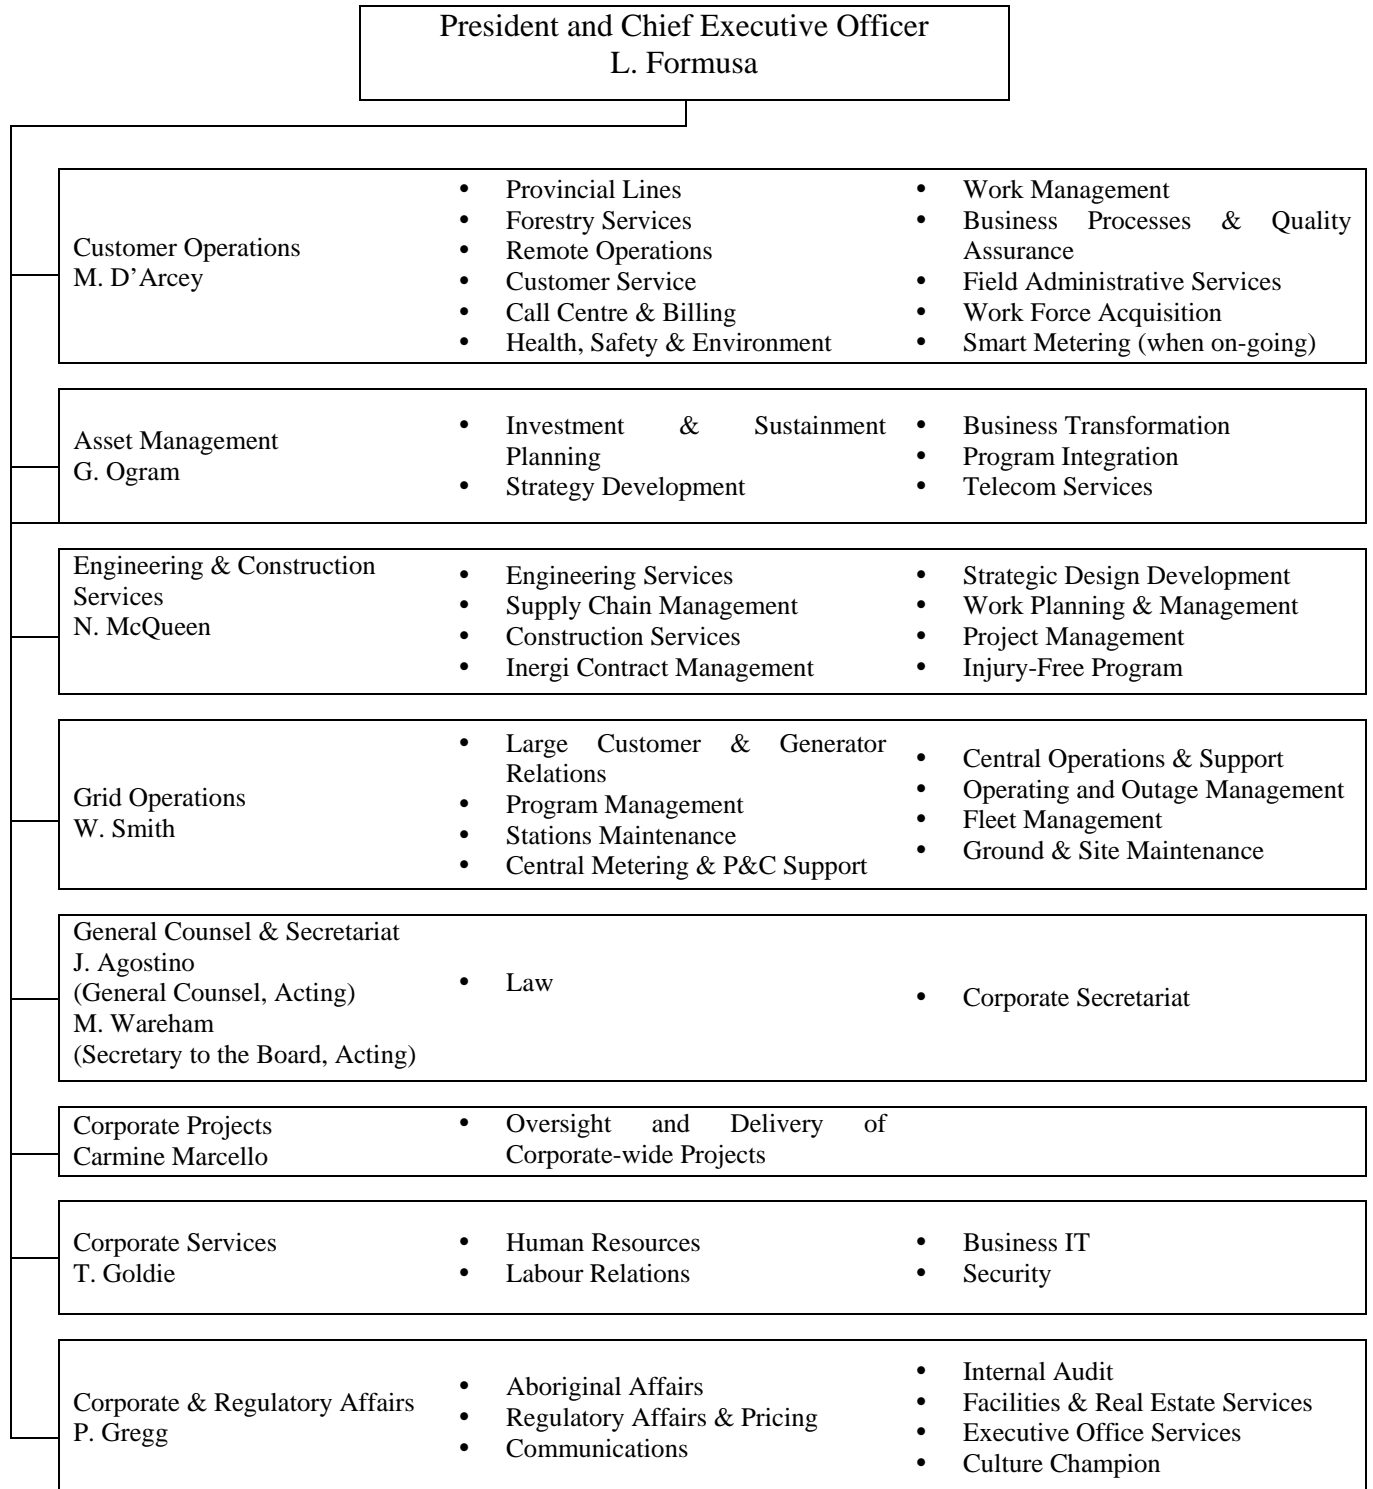 President and Chief Executive Officer
L. Formusa
Customer Operations
M. D’Arcey
• Provincial Lines
• Forestry Services
• Remote Operations
• Customer Service
• Call Centre & Billing
• Health, Safety & Environment
• Work Management
• Business Processes & Quality
Assurance
• Field Administrative Services
• Work Force Acquisition
• Smart Metering (when on-going)
Asset Management
G. Ogram
• Investment & Sustainment
Planning
• Strategy Development
• Business Transformation
• Program Integration
• Telecom Services
Engineering & Construction
Services
N. McQueen
• Engineering Services
• Supply Chain Management
• Construction Services
• Inergi Contract Management
• Strategic Design Development
• Work Planning & Management
• Project Management
• Injury-Free Program
Grid Operations
W. Smith
• Large Customer & Generator
Relations
• Program Management
• Stations Maintenance
• Central Metering & P&C Support
• Central Operations & Support
• Operating and Outage Management
• Fleet Management
• Ground & Site Maintenance
General Counsel & Secretariat
J. Agostino
(General Counsel, Acting)
M. Wareham
(Secretary to the Board, Acting)
• Law
• Corporate Secretariat
Corporate Projects
Carmine Marcello
• Oversight and Delivery of
Corporate-wide Projects
Corporate Services
T. Goldie
• Human Resources
• Labour Relations
• Business IT
• Security
Corporate & Regulatory Affairs
P. Gregg
• Aboriginal Affairs
• Regulatory Affairs & Pricing
• Communications
• Internal Audit
• Facilities & Real Estate Services
• Executive Office Services
• Culture Champion